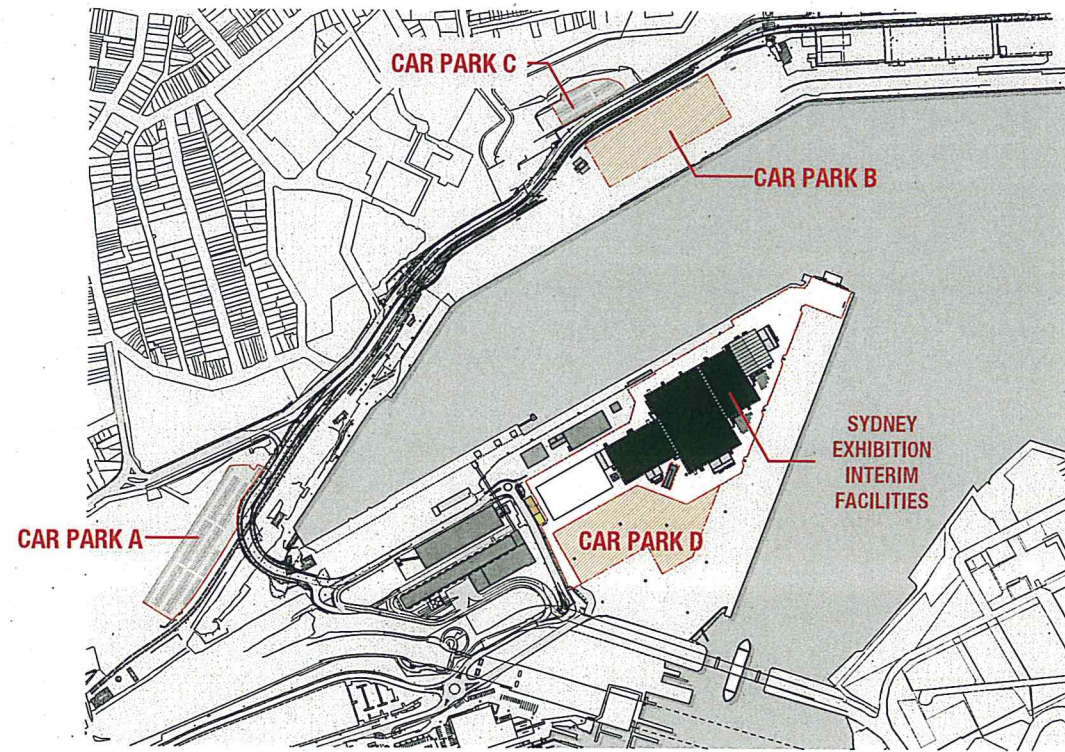 CAR PARK C
CAR PARK B
SYDNEY
EXHIBITION
INTERIM
FACILITIES
CAR PARK A
CAR PARK D